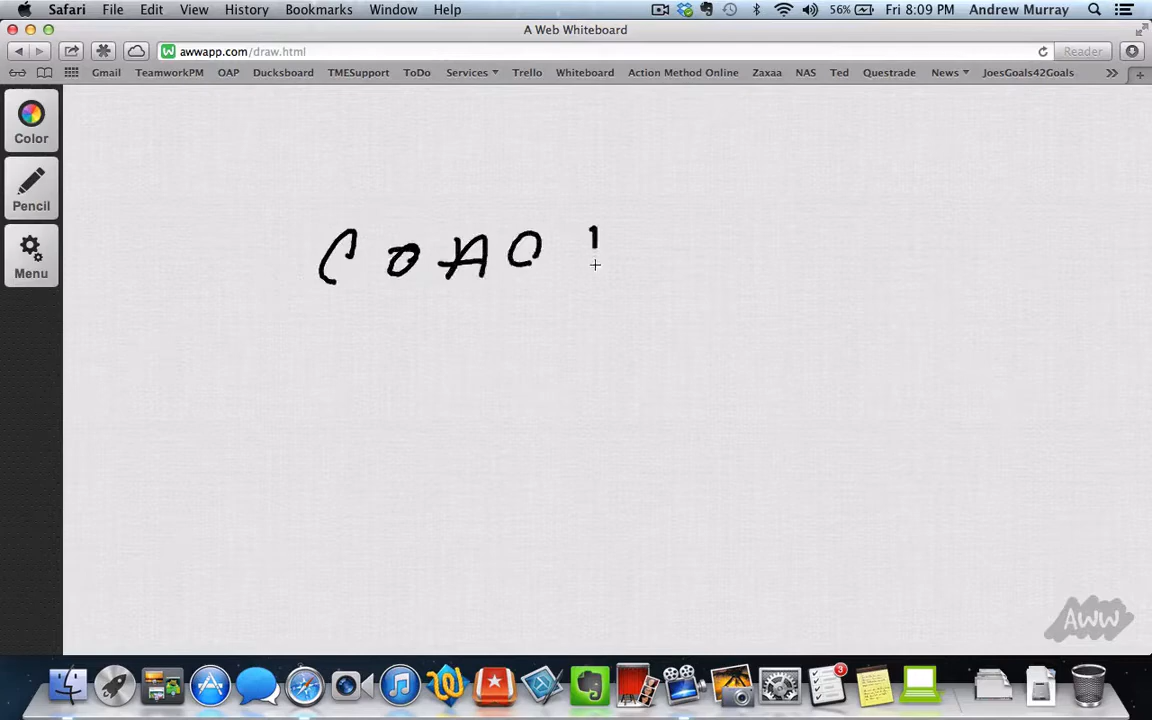 Safari File Edit View History Bookmarks Window Help 56% Fri 8:09 PM Andrew Murray
A Web Whiteboard
awwapp.com/draw.html Reader
Gmail TeamworkPM OAP Ducksboard TMESupport ToDo Services Trello Whiteboard Action Method Online Zaxaa NAS Ted Questrade News JoesGoals42Goals
Color
Pencil
Menu
COAC
AWW
3